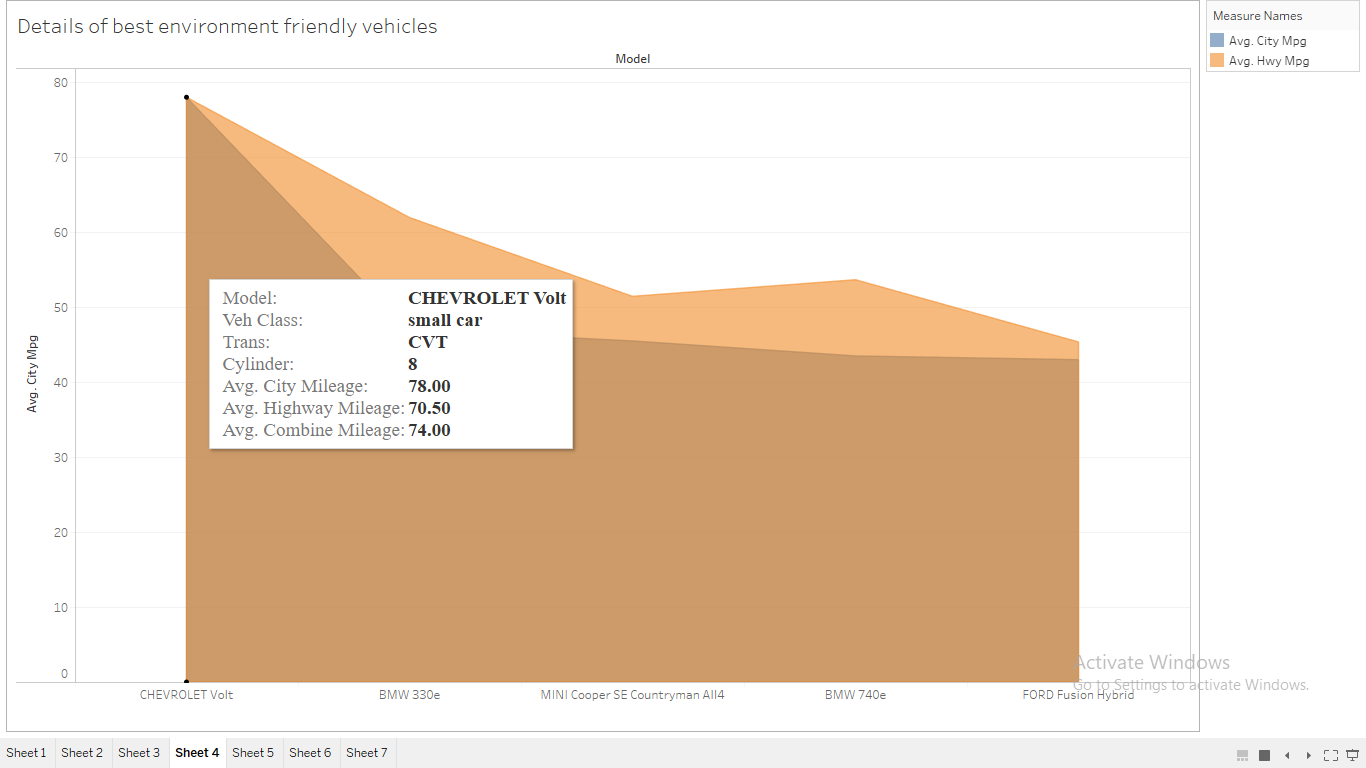 Details of best environment friendly vehicles
Measure Names
Avg. City Mpg
Avg. Hwy Mpg
Model
80
70
60
50
40
30
20
10
0
Avg. City Mpg
Model: CHEVROLET Volt
Veh Class: small car
Trans: CVT
Cylinder: 8
Avg. City Mileage: 78.00
Avg. Highway Mileage: 70.50
Avg. Combine Mileage: 74.00
CHEVROLET Volt BMW 330e MINI Cooper SE Countryman All4 BMW 740e FORD Fusion Hybrid
Activate Windows
Go to Settings to activate Windows.
Sheet 1 Sheet 2 Sheet 3 Sheet 4 Sheet 5 Sheet 6 Sheet 7